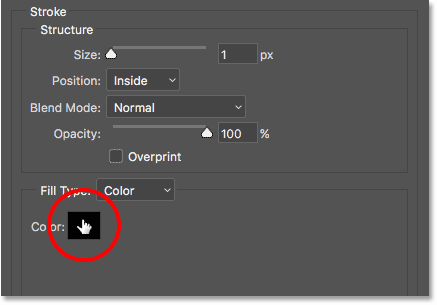 Stroke
Structure
Size: 1 px
Position: Inside
Blend Mode: Normal
Opacity: 100 %
Overprint
Fill Type: Color
Color: